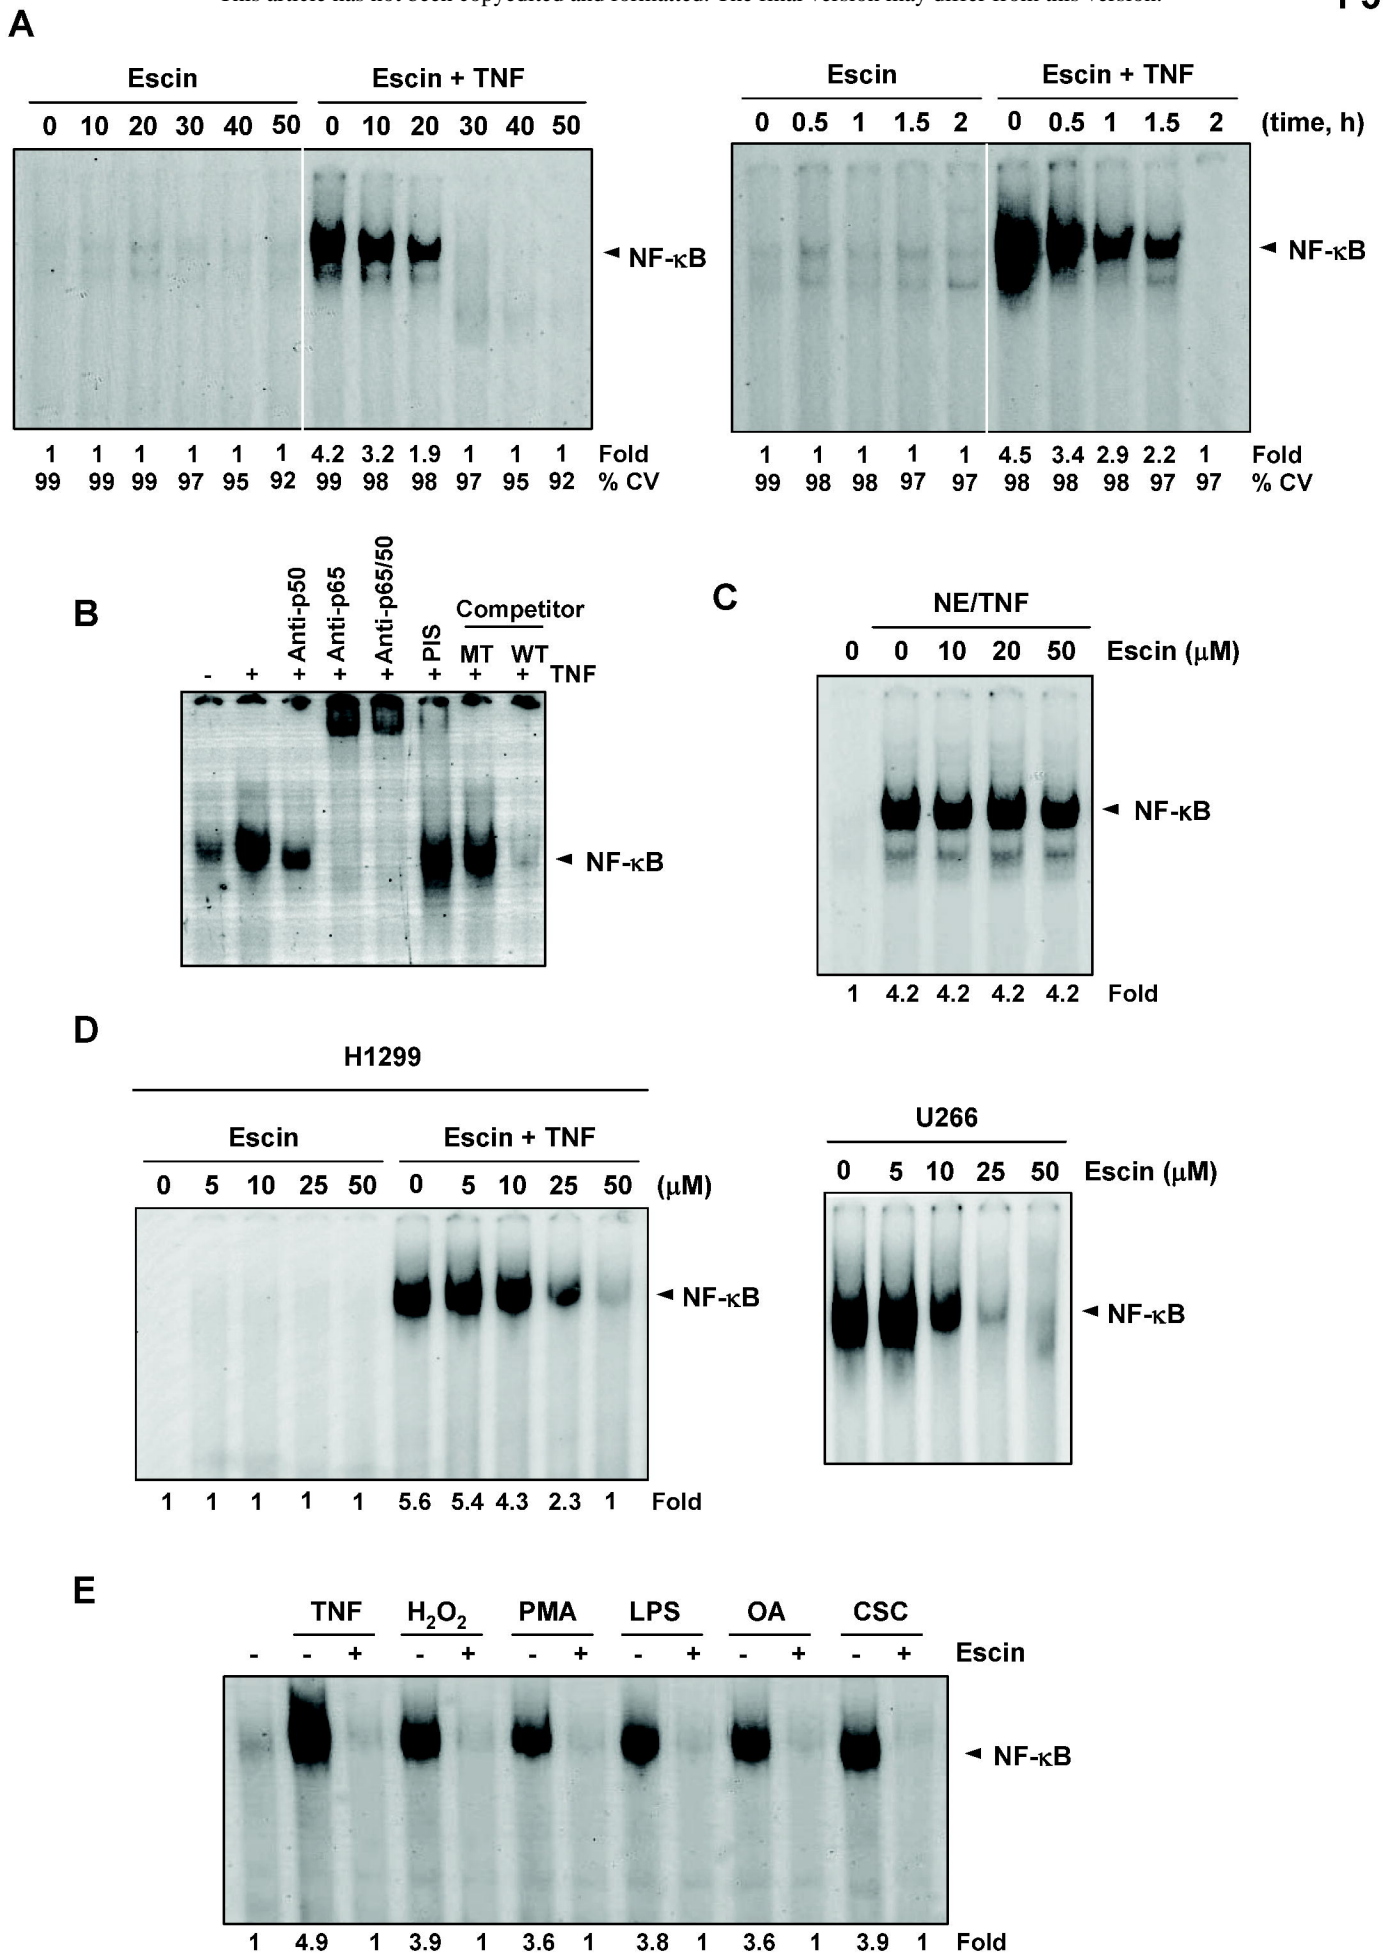 This article has not been copyedited and formatted. The final version may differ from this version.
A
Escin Escin + TNF
0 10 20 30 40 50 0 10 20 30 40 50
NF-κB
1 1 1 1 1 1 4.2 3.2 1.9 1 1 1 Fold
99 99 99 97 95 92 99 98 98 97 95 92 % CV
Escin Escin + TNF
0 0.5 1 1.5 2 0 0.5 1 1.5 2 (time, h)
NF-κB
1 1 1 1 1 4.5 3.4 2.9 2.2 1 Fold
99 98 98 97 97 98 98 98 97 97 % CV
B
Anti-p50 Anti-p65 Anti-p65/50 PIS
Competitor
MT WT
- + + + + + + + TNF
NF-κB
C
NE/TNF
0 0 10 20 50 Escin (μM)
NF-κB
1 4.2 4.2 4.2 4.2 Fold
D
H1299
Escin Escin + TNF
0 5 10 25 50 0 5 10 25 50 (μM)
NF-κB
1 1 1 1 1 5.6 5.4 4.3 2.3 1 Fold
U266
0 5 10 25 50 Escin (μM)
NF-κB
E
TNF H2O2 PMA LPS OA CSC
- - + - + - + - + - + - + Escin
NF-κB
1 4.9 1 3.9 1 3.6 1 3.8 1 3.6 1 3.9 1 Fold